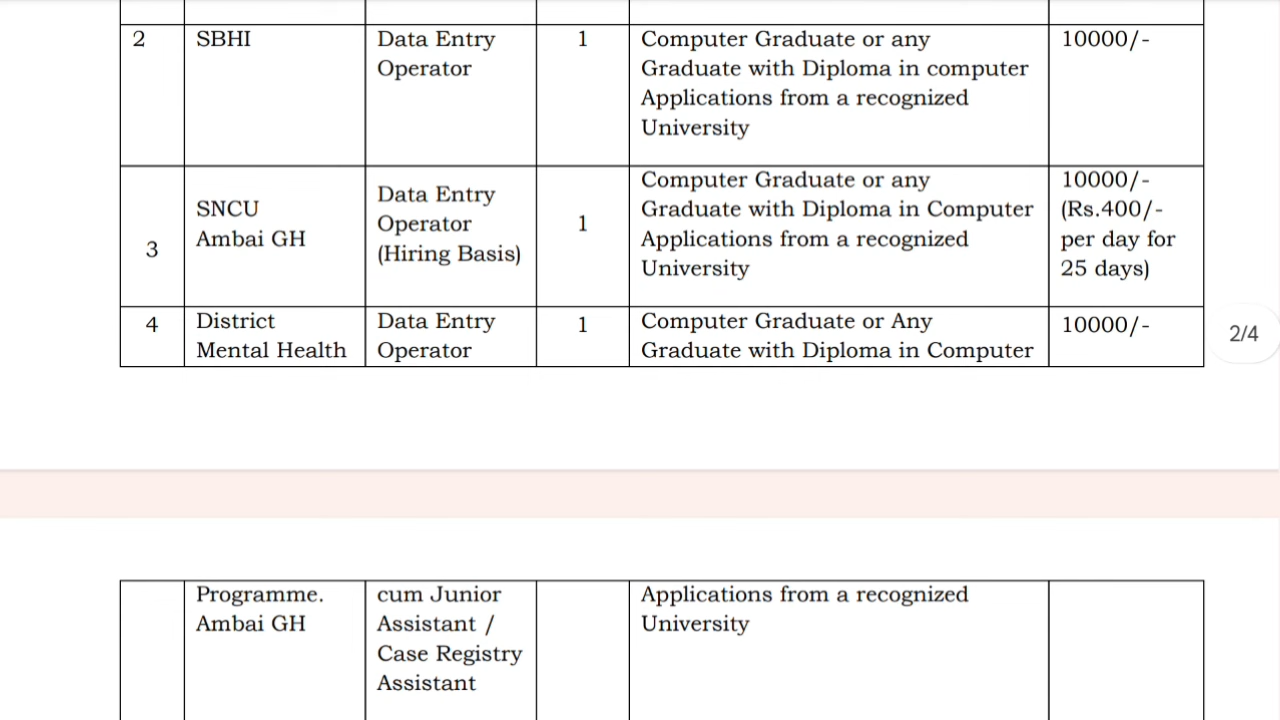 2
SBHI
Data Entry
Operator
1
Computer Graduate or any
Graduate with Diploma in computer
Applications from a recognized
University
10000/-
3
SNCU
Ambai GH
Data Entry
Operator
(Hiring Basis)
1
Computer Graduate or any
Graduate with Diploma in Computer
Applications from a recognized
University
10000/-
(Rs.400/-
per day for
25 days)
4
District
Mental Health
Data Entry
Operator
1
Computer Graduate or Any
Graduate with Diploma in Computer
10000/-
2/4
Programme.
Ambai GH
cum Junior
Assistant /
Case Registry
Assistant
Applications from a recognized
University